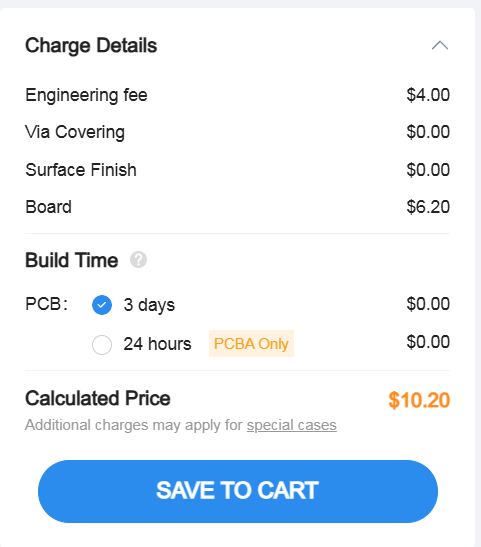 Charge Details
Engineering fee $4.00
Via Covering $0.00
Surface Finish $0.00
Board $6.20
Build Time ?
PCB: 3 days $0.00
24 hours PCBA Only $0.00
Calculated Price $10.20
Additional charges may apply for special cases
SAVE TO CART